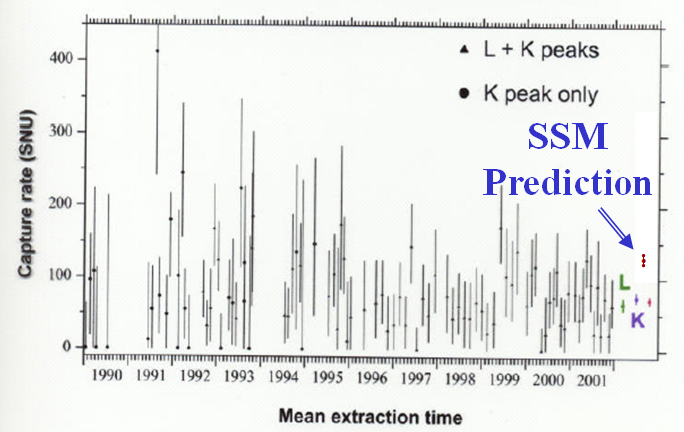 400
300
200
100
0
Capture rate (SNU)
L + K peaks
K peak only
SSM
Prediction
L
K
1990 1991 1992 1993 1994 1995 1996 1997 1998 1999 2000 2001
Mean extraction time